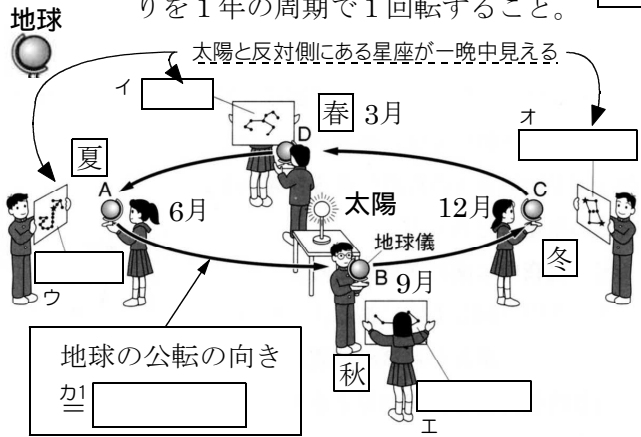 りを１年の周期で１回転すること。
地球
太陽と反対側にある星座が一晩中見える
イ
春 3月
オ
D
夏
A
6月
太陽
12月
C
地球儀
B 9月
冬
ウ
地球の公転の向き
カ1
秋
エ